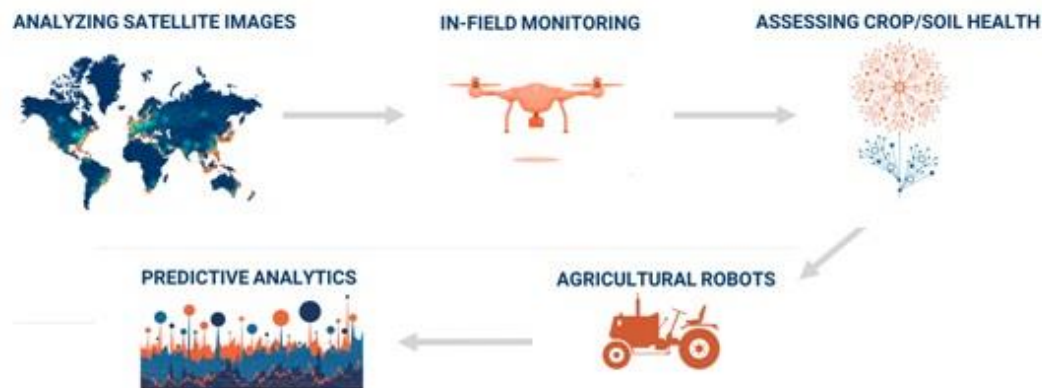 ANALYZING SATELLITE IMAGES
IN-FIELD MONITORING
ASSESSING CROP/SOIL HEALTH
AGRICULTURAL ROBOTS
PREDICTIVE ANALYTICS